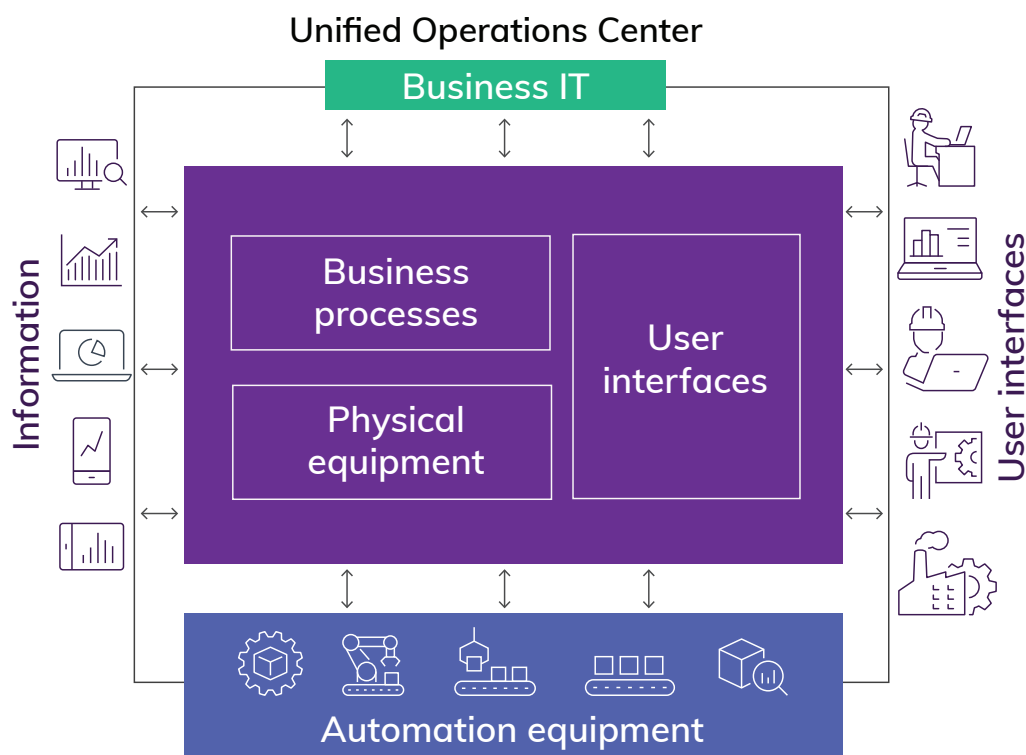 Unified Operations Center
Business IT
Information
Business
processes
Physical
equipment
User
interfaces
User interfaces
Automation equipment